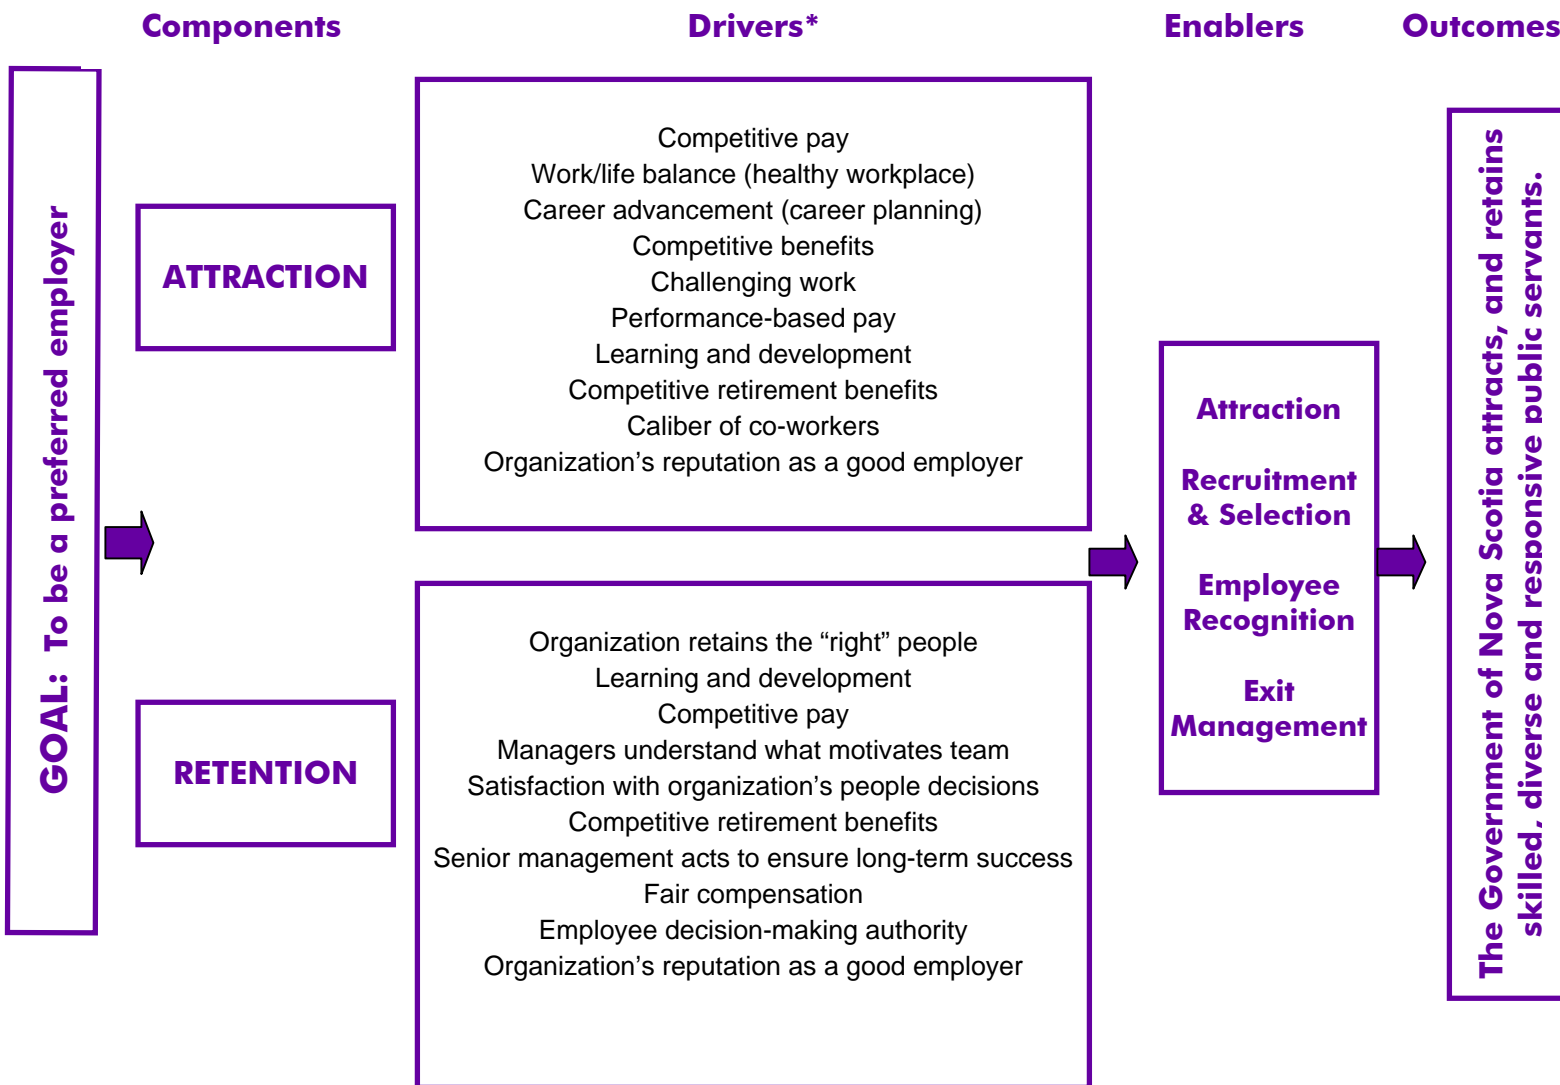 Components
Drivers*
Enablers
Outcomes
GOAL: To be a preferred employer
ATTRACTION
Competitive pay
Work/life balance (healthy workplace)
Career advancement (career planning)
Competitive benefits
Challenging work
Performance-based pay
Learning and development
Competitive retirement benefits
Caliber of co-workers
Organization’s reputation as a good employer
RETENTION
Organization retains the “right” people
Learning and development
Competitive pay
Managers understand what motivates team
Satisfaction with organization’s people decisions
Competitive retirement benefits
Senior management acts to ensure long-term success
Fair compensation
Employee decision-making authority
Organization’s reputation as a good employer
Attraction
Recruitment
& Selection
Employee
Recognition
Exit
Management
The Government of Nova Scotia attracts, and retains
skilled, diverse and responsive public servants.